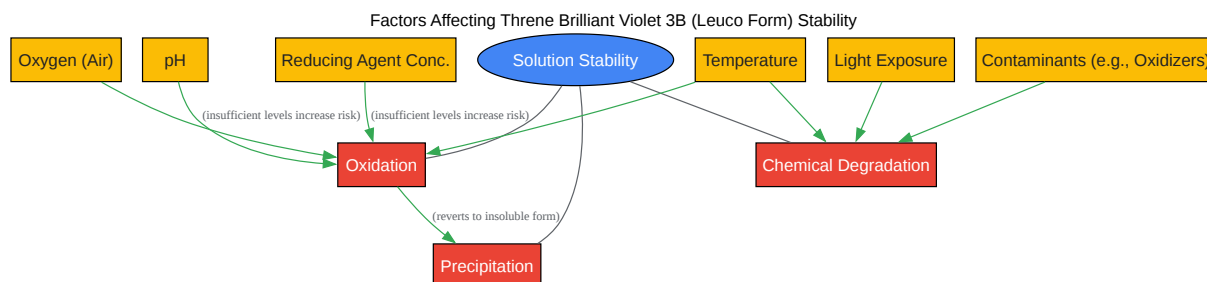 Factors Affecting Threne Brilliant Violet 3B (Leuco Form) Stability
Oxygen (Air)
pH
Reducing Agent Conc.
Solution Stability
Temperature
Light Exposure
Contaminants (e.g., Oxidizers)
(insufficient levels increase risk)
(insufficient levels increase risk)
Oxidation
Chemical Degradation
(reverts to insoluble form)
Precipitation